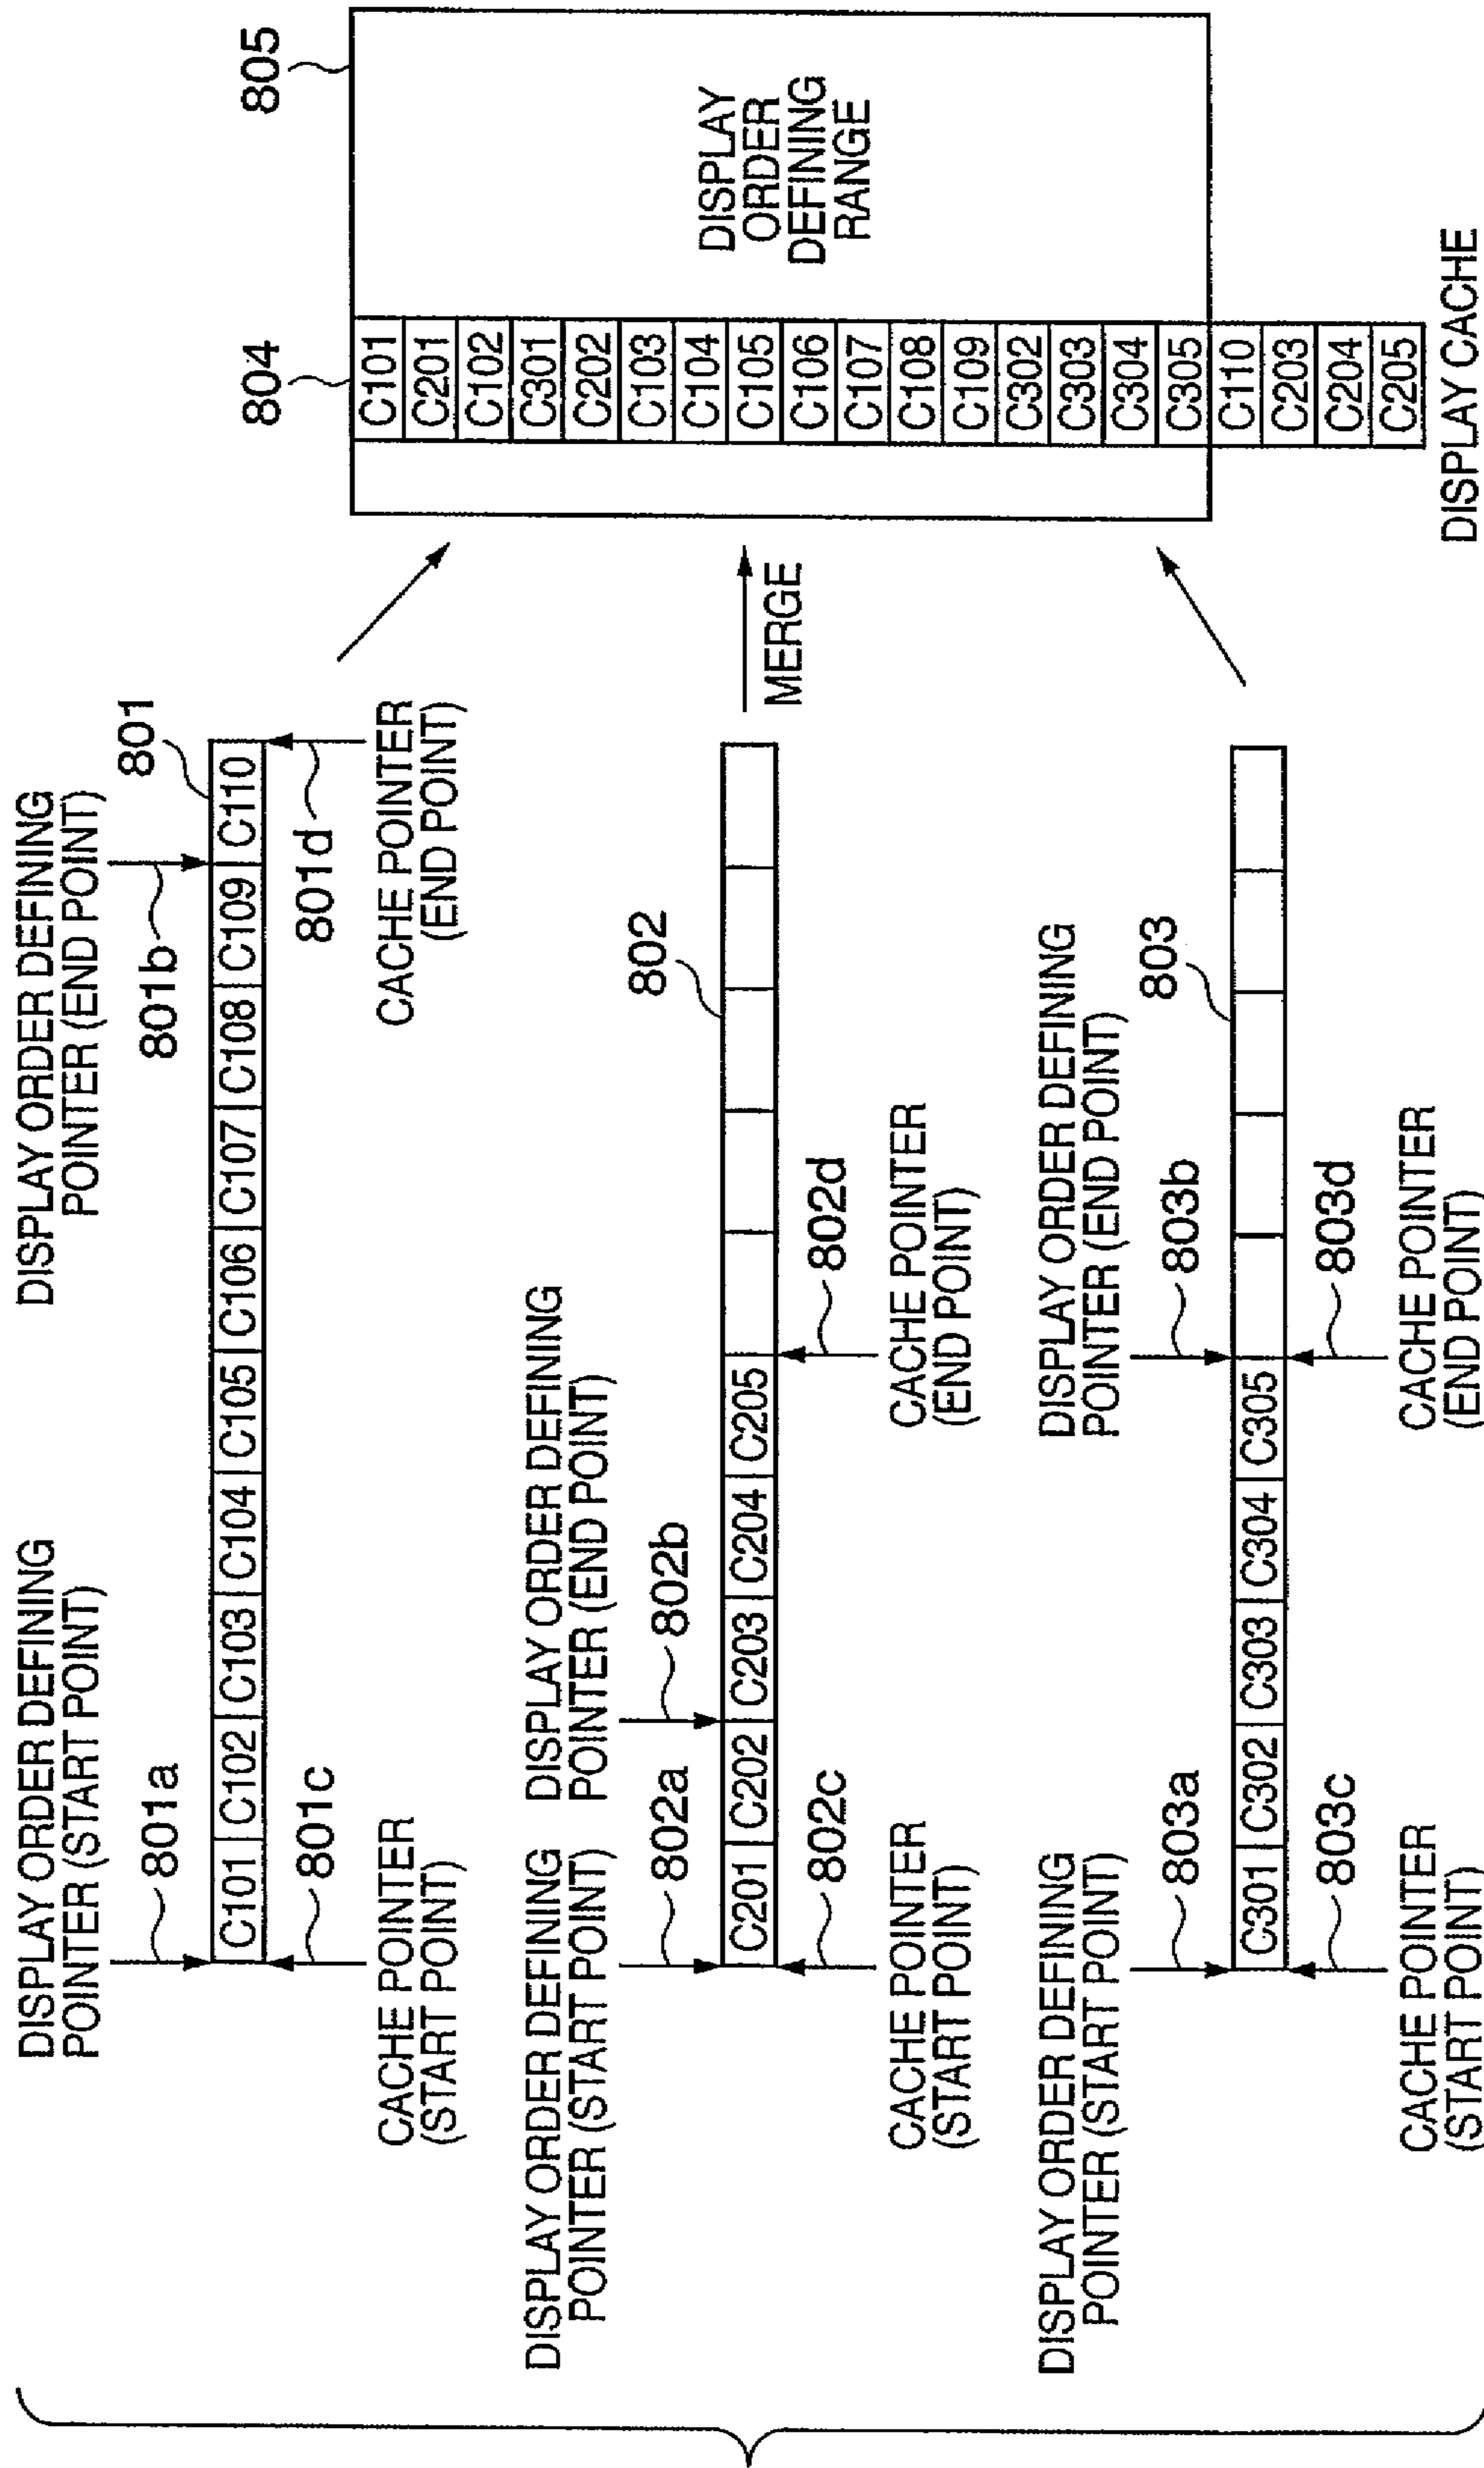 DISPLAY ORDER DEFINING
POINTER (START POINT)
801a
DISPLAY ORDER DEFINING
POINTER (END POINT)
801b
801
C101 C102 C103 C104 C105 C106 C107 C108 C109 C110
801c
CACHE POINTER
(START POINT)
801d
CACHE POINTER
(END POINT)
DISPLAY ORDER DEFINING
POINTER (START POINT)
802a
DISPLAY ORDER DEFINING
POINTER (END POINT)
802b
802
C201 C202 C203 C204 C205
802c
CACHE POINTER
(START POINT)
802d
CACHE POINTER
(END POINT)
DISPLAY ORDER DEFINING
POINTER (START POINT)
803a
DISPLAY ORDER DEFINING
POINTER (END POINT)
803b
803
C301 C302 C303 C304 C305
803c
CACHE POINTER
(START POINT)
803d
CACHE POINTER
(END POINT)
MERGE
804
805
C101
C201
C102
C301
C202
C103
C104
C105
C106
C107
C108
C109
C302
C303
C304
C305
C110
C203
C204
C205
DISPLAY
ORDER
DEFINING
RANGE
DISPLAY CACHE